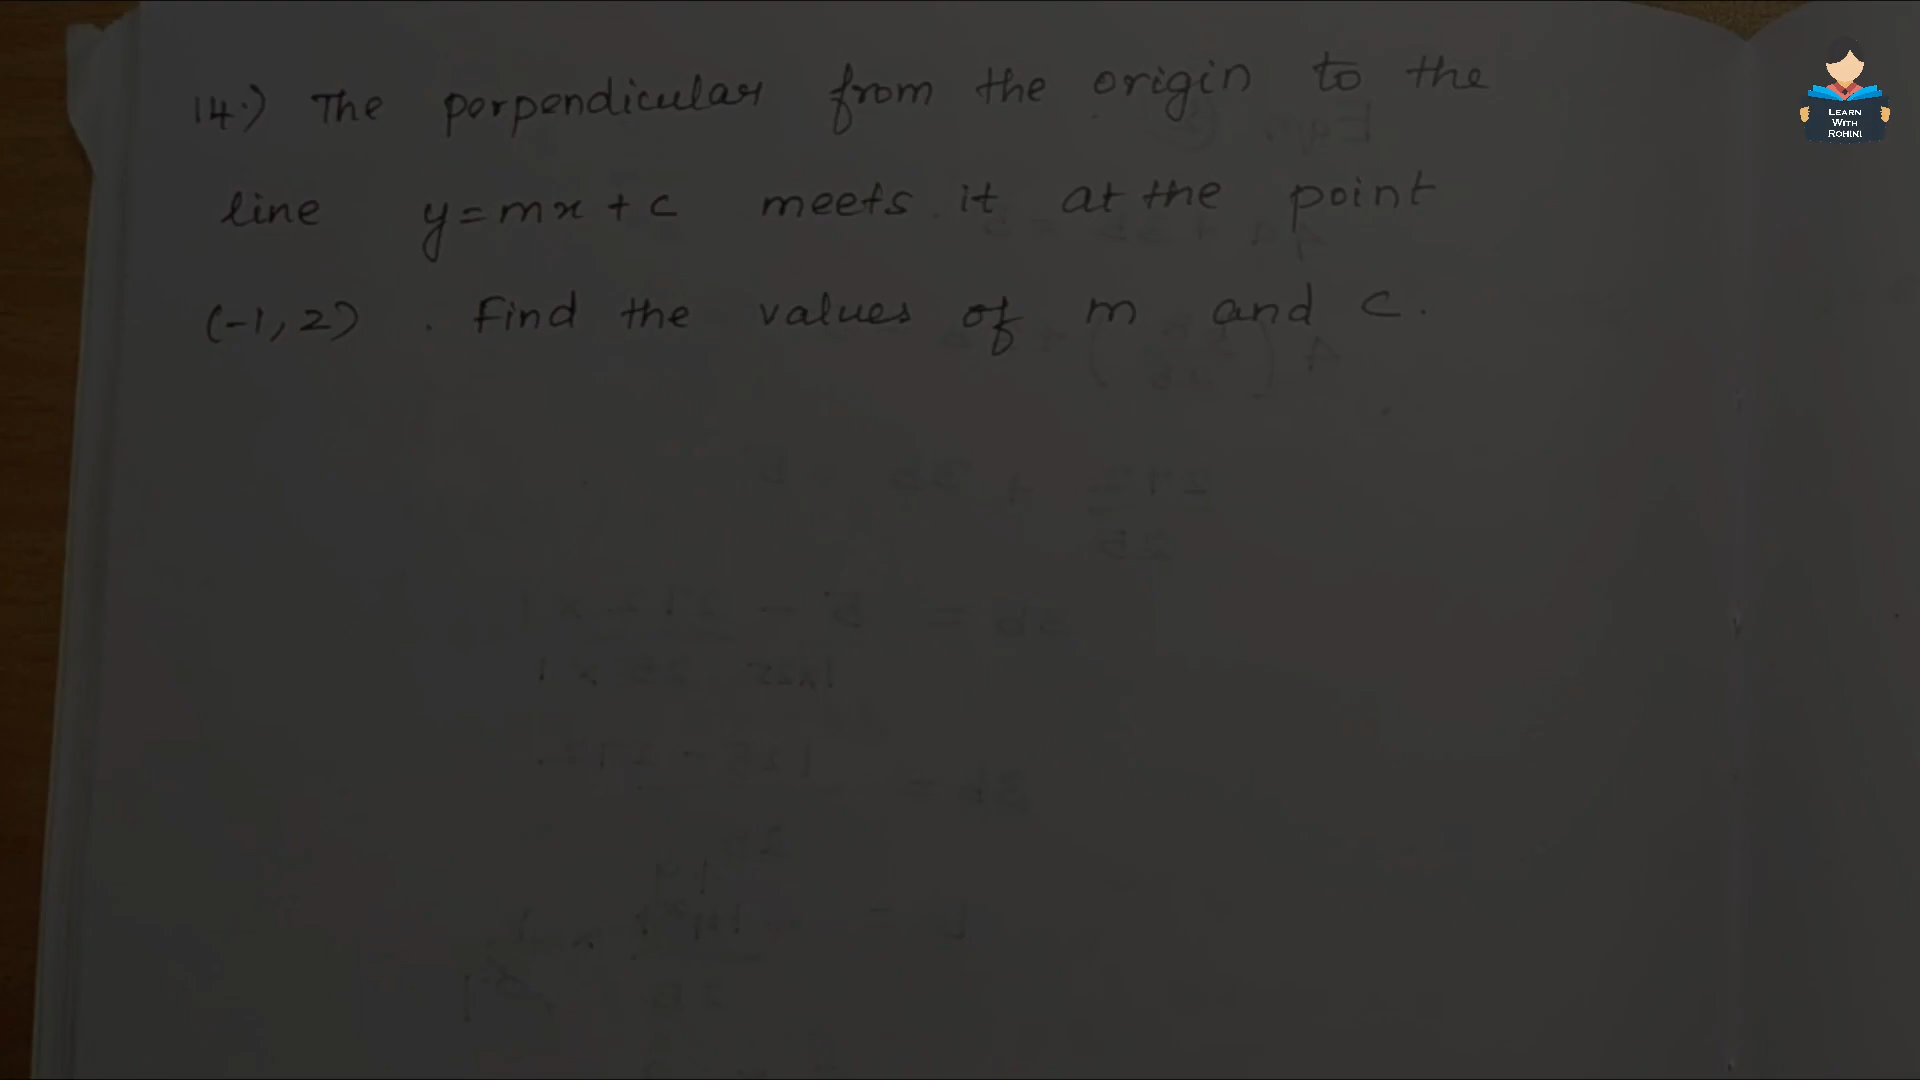 14.) The perpendicular from the origin to the
line y=mx+c meets it at the point
(-1,2). Find the values of m and c.
LEARN
WITH
ROHINI